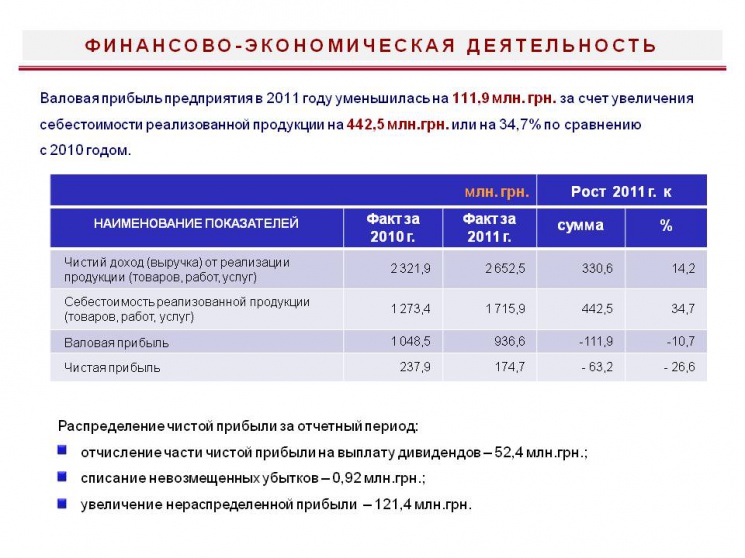 ФИНАНСОВО-ЭКОНОМИЧЕСКАЯ ДЕЯТЕЛЬНОСТЬ
Валовая прибыль предприятия в 2011 году уменьшилась на 111,9 млн. грн. за счет увеличения
себестоимости реализованной продукции на 442,5 млн.грн. или на 34,7% по сравнению
с 2010 годом.
млн. грн. Рост 2011 г. к
НАИМЕНОВАНИЕ ПОКАЗАТЕЛЕЙ Факт за 2010 г. Факт за 2011 г. сумма %
Чистий доход (выручка) от реализации
продукции (товаров, работ, услуг) 2 321,9 2 652,5 330,6 14,2
Себестоимость реализованной продукции
(товаров, работ, услуг) 1 273,4 1 715,9 442,5 34,7
Валовая прибыль 1 048,5 936,6 -111,9 -10,7
Чистая прибыль 237,9 174,7 - 63,2 - 26,6
Распределение чистой прибыли за отчетный период:
отчисление части чистой прибыли на выплату дивидендов – 52,4 млн.грн.;
списание невозмещенных убытков – 0,92 млн.грн.;
увеличение нераспределенной прибыли – 121,4 млн.грн.